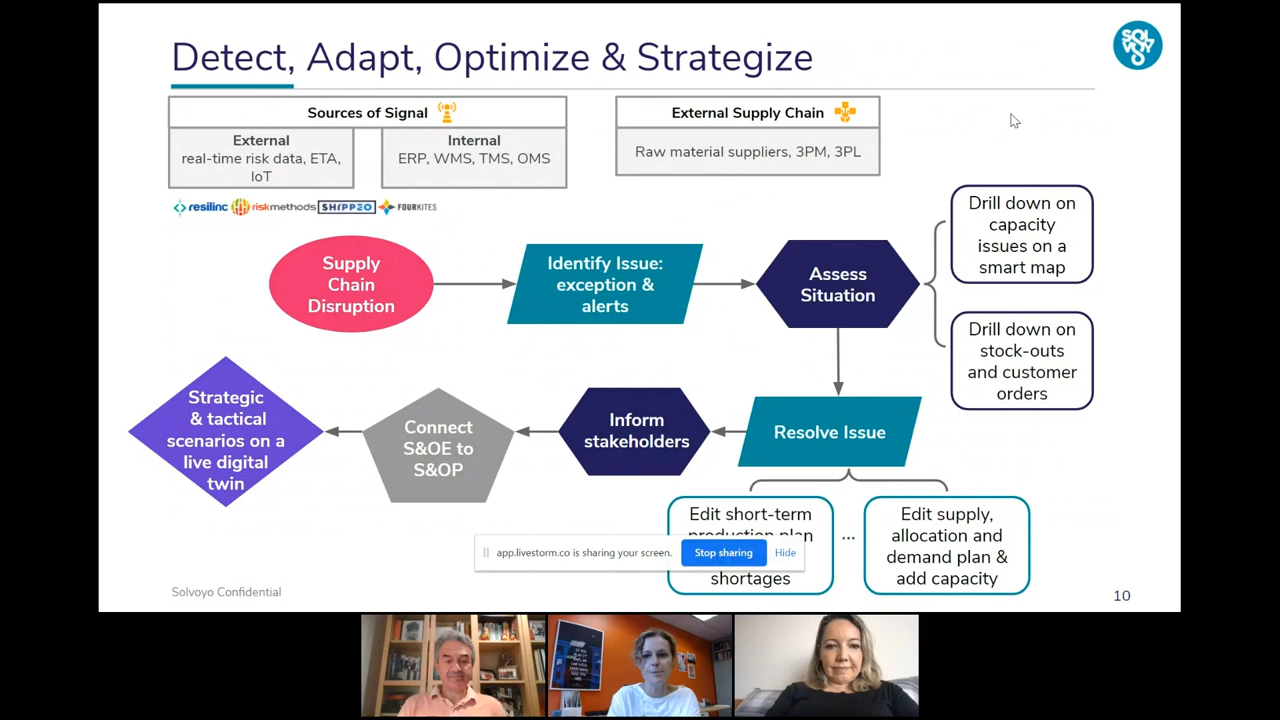 Detect, Adapt, Optimize & Strategize
SOLVOYO
Sources of Signal
External
real-time risk data, ETA,
IoT
Internal
ERP, WMS, TMS, OMS
External Supply Chain
Raw material suppliers, 3PM, 3PL
resilinc
riskmethods
SHIPPEO
FOURKITES
Supply
Chain
Disruption
Identify Issue:
exception &
alerts
Assess
Situation
Drill down on
capacity
issues on a
smart map
Drill down on
stock-outs
and customer
orders
Strategic
& tactical
scenarios on a
live digital
twin
Connect
S&OE to
S&OP
Inform
stakeholders
Resolve Issue
Edit short-term
production plan
shortages
...
Edit supply,
allocation and
demand plan &
add capacity
app.livestorm.co is sharing your screen.
Stop sharing
Hide
Solvoyo Confidential
10